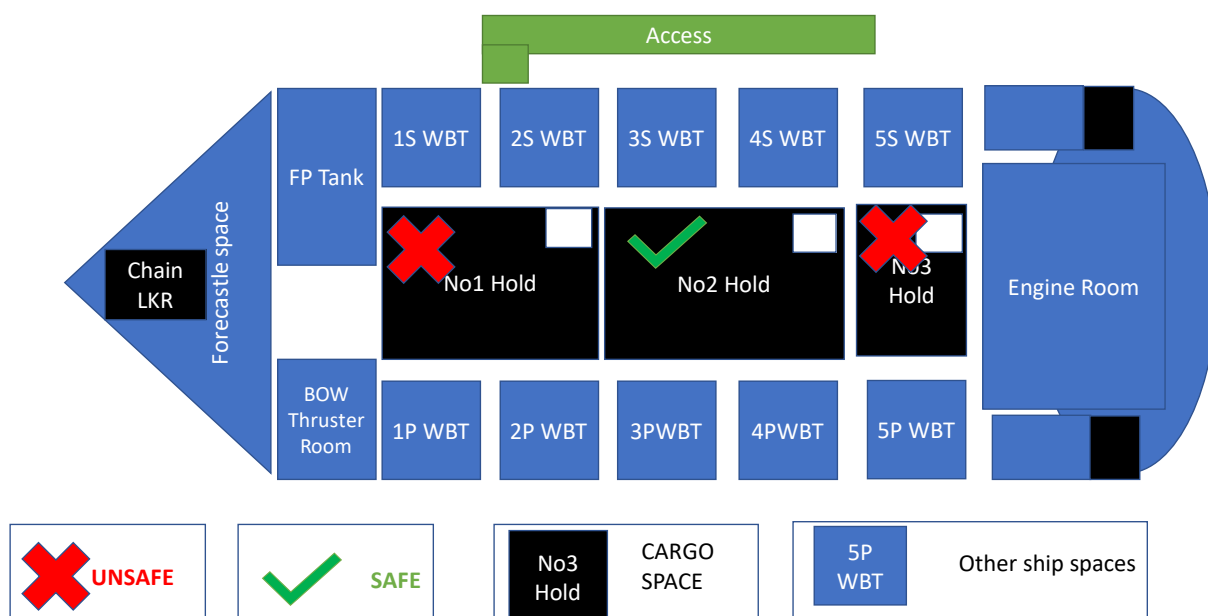 Access
1S WBT
2S WBT
3S WBT
4S WBT
5S WBT
FP Tank
Forecastle space
Chain
LKR
No1 Hold
No2 Hold
No3
Hold
Engine Room
BOW
Thruster
Room
1P WBT
2P WBT
3PWBT
4PWBT
5P WBT
UNSAFE
SAFE
No3
Hold
CARGO
SPACE
5P
WBT
Other ship spaces